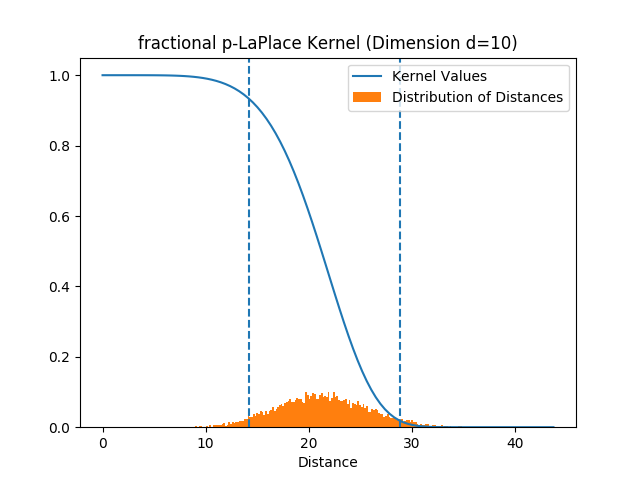 fractional p-LaPlace Kernel (Dimension d=10)
Kernel Values
Distribution of Distances
1.0
0.8
0.6
0.4
0.2
0.0
0 10 20 30 40
Distance